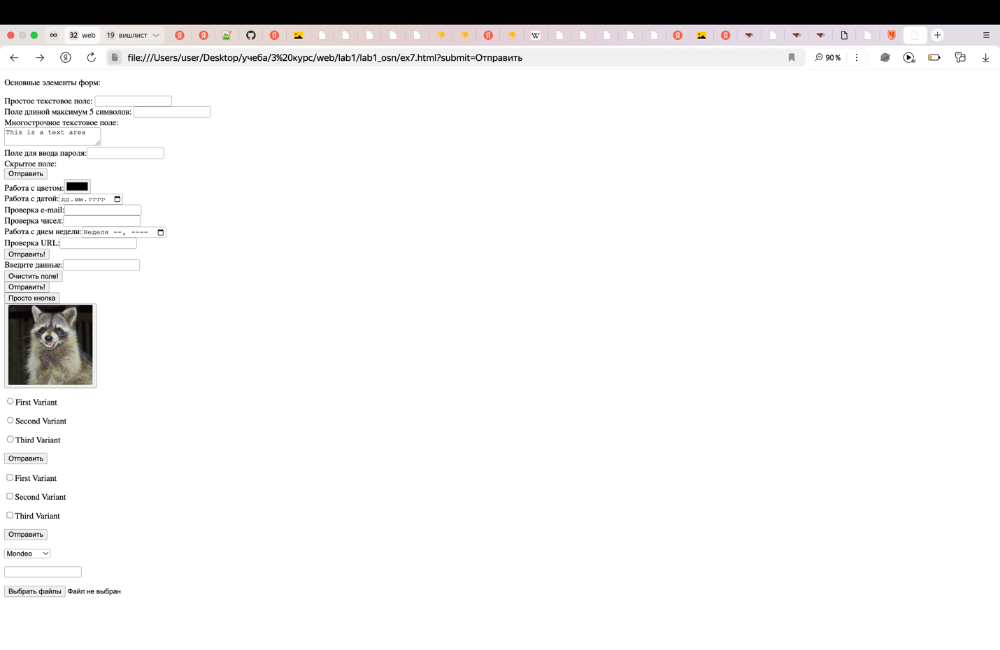 32 web 19 вишлист
file:///Users/user/Desktop/учеба/3%20курс/web/lab1/lab1_osn/ex7.html?submit=Отправить 90 %
Основные элементы форм:
Простое текстовое поле:
Поле длиной максимум 5 символов:
Многострочное текстовое поле:
This is a text area
Поле для ввода пароля:
Скрытое поле:
Отправить
Работа с цветом:
Работа с датой: дд.мм.гггг
Проверка e-mail:
Проверка чисел:
Работа с днем недели: Неделя --, ----
Проверка URL:
Отправить!
Введите данные:
Очистить поле!
Отправить!
Просто кнопка
First Variant
Second Variant
Third Variant
Отправить
First Variant
Second Variant
Third Variant
Отправить
Mondeo
Выбрать файлы Файл не выбран